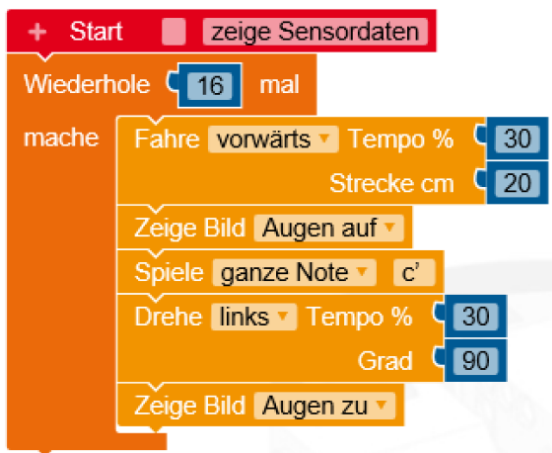 + Start zeige Sensordaten
Wiederhole 16 mal
mache Fahre vorwärts Tempo % 30
Strecke cm 20
Zeige Bild Augen auf
Spiele ganze Note c'
Drehe links Tempo % 30
Grad 90
Zeige Bild Augen zu